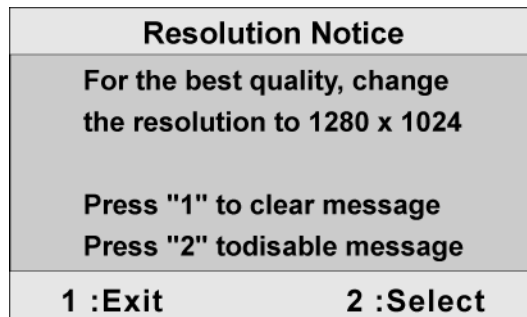 Resolution Notice
For the best quality, change
the resolution to 1280 x 1024
Press "1" to clear message
Press "2" todisable message
1 :Exit 2 :Select